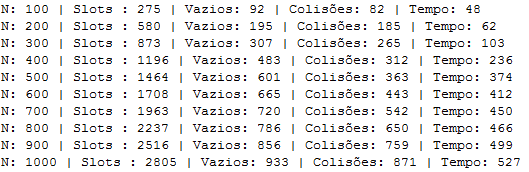 N: 100 | Slots : 275 | Vazios: 92 | Colisões: 82 | Tempo: 48
N: 200 | Slots : 580 | Vazios: 195 | Colisões: 185 | Tempo: 62
N: 300 | Slots : 873 | Vazios: 307 | Colisões: 265 | Tempo: 103
N: 400 | Slots : 1196 | Vazios: 483 | Colisões: 312 | Tempo: 236
N: 500 | Slots : 1464 | Vazios: 601 | Colisões: 363 | Tempo: 374
N: 600 | Slots : 1708 | Vazios: 665 | Colisões: 443 | Tempo: 412
N: 700 | Slots : 1963 | Vazios: 720 | Colisões: 542 | Tempo: 450
N: 800 | Slots : 2237 | Vazios: 786 | Colisões: 650 | Tempo: 466
N: 900 | Slots : 2516 | Vazios: 856 | Colisões: 759 | Tempo: 499
N: 1000 | Slots : 2805 | Vazios: 933 | Colisões: 871 | Tempo: 527